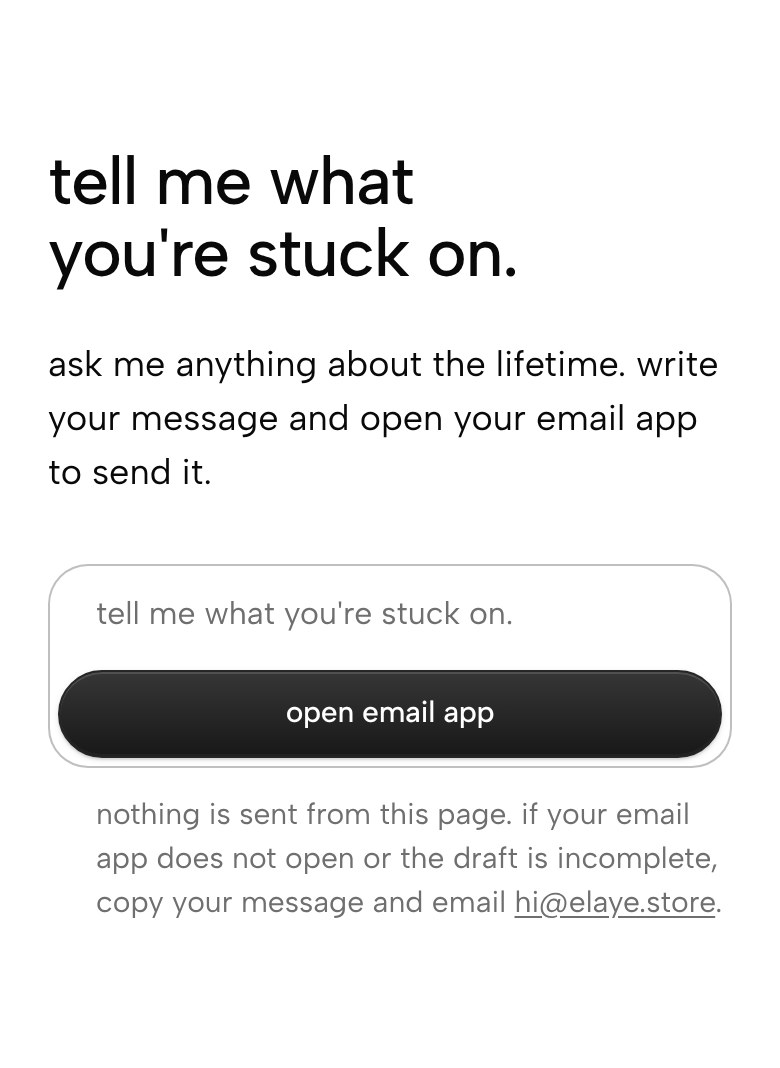 tell me what
you're stuck on.
ask me anything about the lifetime. write
your message and open your email app
to send it.
tell me what you're stuck on.
open email app
nothing is sent from this page. if your email
app does not open or the draft is incomplete,
copy your message and email hi@elaye.store.